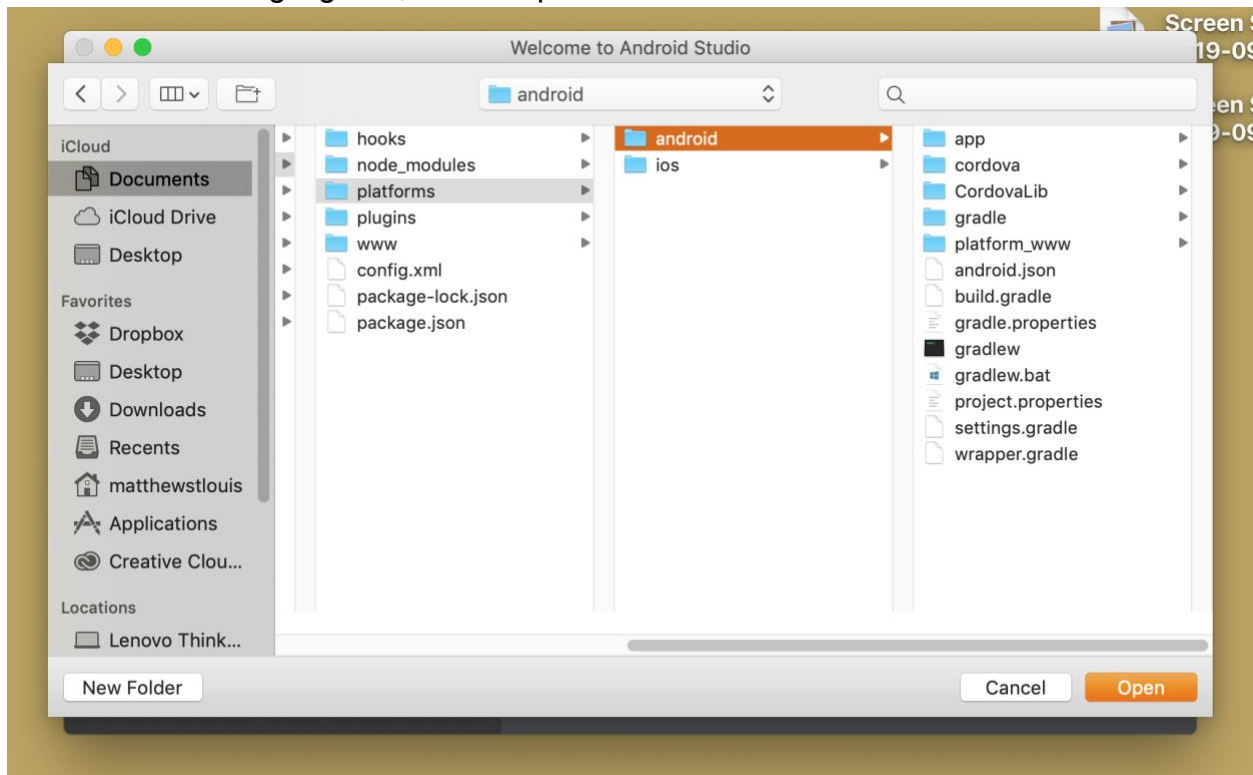 Screen
19-09
Welcome to Android Studio
android
iCloud
Documents
iCloud Drive
Desktop
Favorites
Dropbox
Desktop
Downloads
Recents
matthewstlouis
Applications
Creative Clou...
Locations
Lenovo Think...
hooks
node_modules
platforms
plugins
www
config.xml
package-lock.json
package.json
android
ios
app
cordova
CordovaLib
gradle
platform_www
android.json
build.gradle
gradle.properties
gradlew
gradlew.bat
project.properties
settings.gradle
wrapper.gradle
New Folder
Cancel
Open